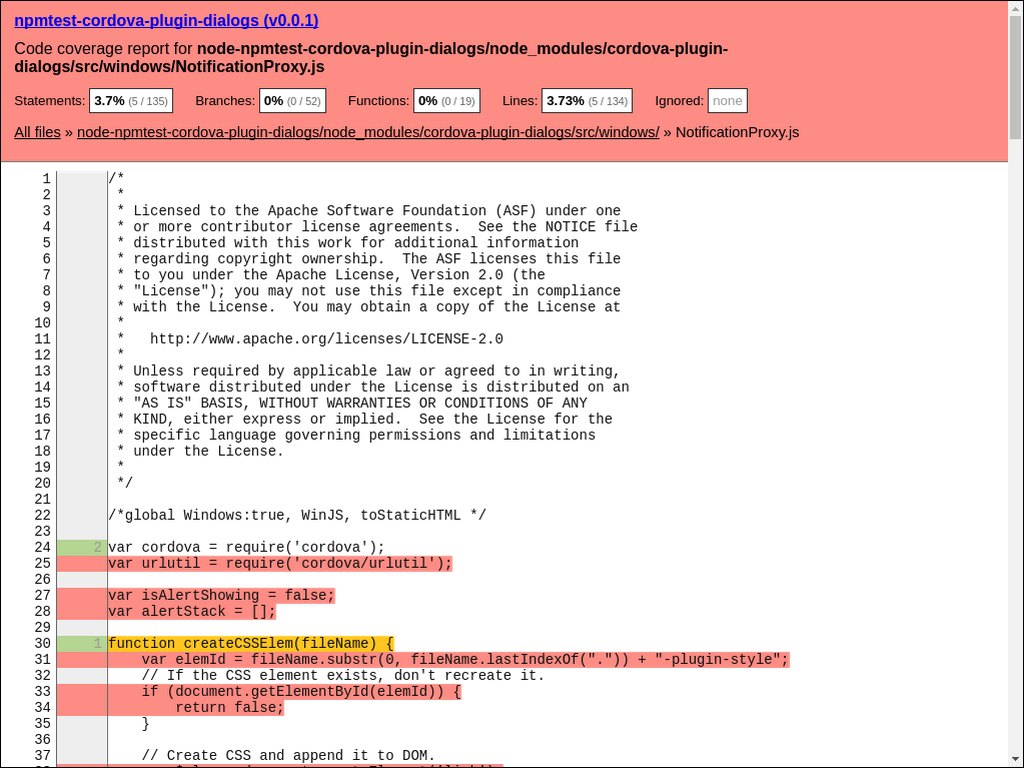 npmtest-cordova-plugin-dialogs (v0.0.1)
Code coverage report for node-npmtest-cordova-plugin-dialogs/node_modules/cordova-plugin-
dialogs/src/windows/NotificationProxy.js
Statements: 3.7% (5 / 135) Branches: 0% (0 / 52) Functions: 0% (0 / 19) Lines: 3.73% (5 / 134) Ignored: none
All files » node-npmtest-cordova-plugin-dialogs/node_modules/cordova-plugin-dialogs/src/windows/ » NotificationProxy.js
1 /*
2 *
3 * Licensed to the Apache Software Foundation (ASF) under one
4 * or more contributor license agreements.  See the NOTICE file
5 * distributed with this work for additional information
6 * regarding copyright ownership.  The ASF licenses this file
7 * to you under the Apache License, Version 2.0 (the
8 * "License"); you may not use this file except in compliance
9 * with the License.  You may obtain a copy of the License at
10 *
11 *   http://www.apache.org/licenses/LICENSE-2.0
12 *
13 * Unless required by applicable law or agreed to in writing,
14 * software distributed under the License is distributed on an
15 * "AS IS" BASIS, WITHOUT WARRANTIES OR CONDITIONS OF ANY
16 * KIND, either express or implied.  See the License for the
17 * specific language governing permissions and limitations
18 * under the License.
19 *
20 */
21
22 /*global Windows:true, WinJS, toStaticHTML */
23
24 2 var cordova = require('cordova');
25 var urlutil = require('cordova/urlutil');
26
27 var isAlertShowing = false;
28 var alertStack = [];
29
30 1 function createCSSElem(fileName) {
31     var elemId = fileName.substr(0, fileName.lastIndexOf(".")) + "-plugin-style";
32     // If the CSS element exists, don't recreate it.
33     if (document.getElementById(elemId)) {
34         return false;
35     }
36
37     // Create CSS and append it to DOM.